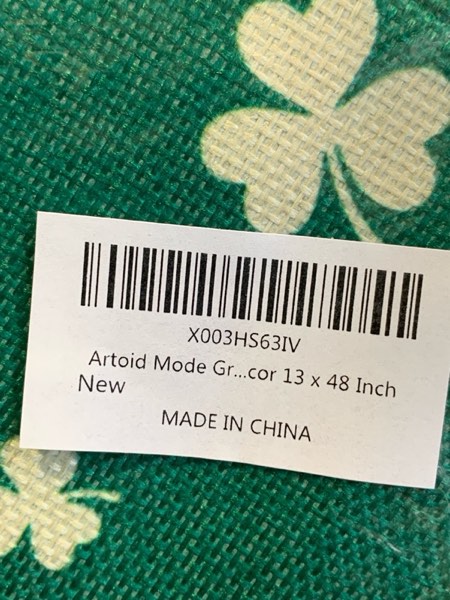 X003HS63IV
Artoid Mode Gr...cor 13 x 48 Inch
New
MADE IN CHINA